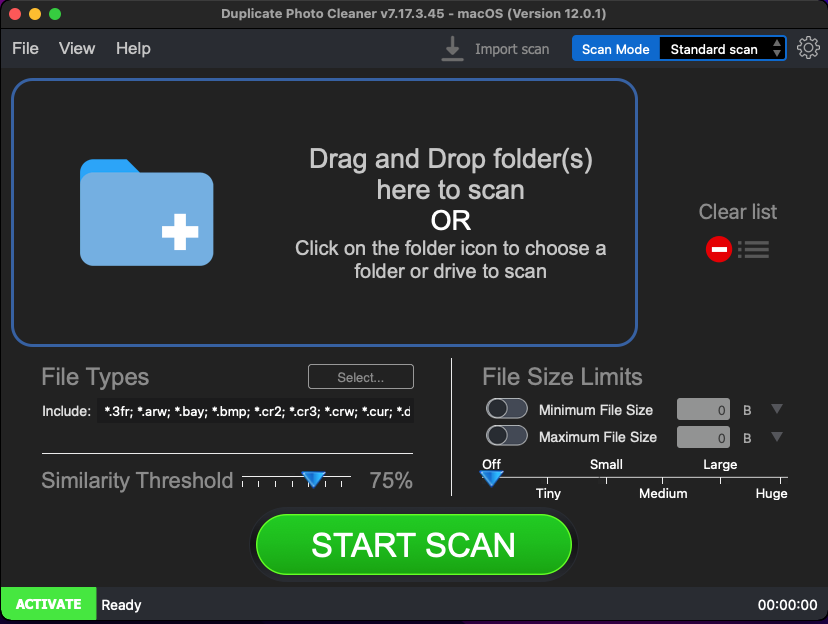 Duplicate Photo Cleaner v7.17.3.45 - macOS (Version 12.0.1)
File View Help Import scan Scan Mode Standard scan
Drag and Drop folder(s)
here to scan
OR
Click on the folder icon to choose a
folder or drive to scan
Clear list
File Types Select...
Include: *.3fr; *.arw; *.bay; *.bmp; *.cr2; *.cr3; *.crw; *.cur; *.d
Similarity Threshold 75%
File Size Limits
Minimum File Size 0 B
Maximum File Size 0 B
Off Small Large
Tiny Medium Huge
START SCAN
ACTIVATE Ready 00:00:00